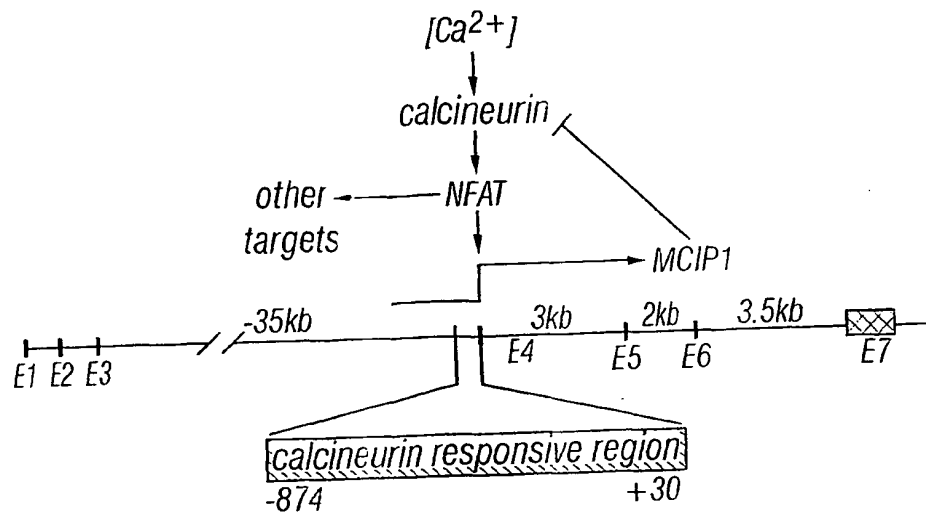 [Ca2+]
calcineurin
other
targets
NFAT
MCIP1
-35kb
3kb
2kb
3.5kb
E1
E2
E3
E4
E5
E6
E7
calcineurin responsive region
-874
+30